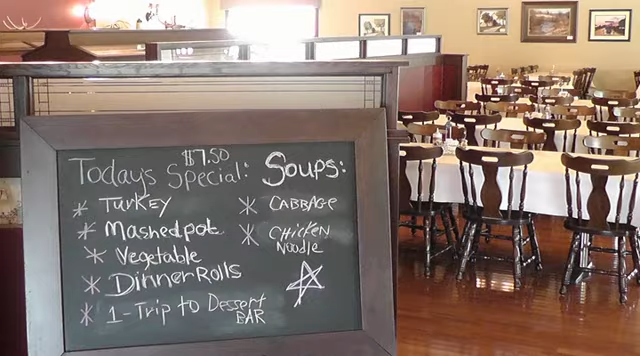 $7.50
Todays Special:
* TURKEY
* Mashed pot
* Vegetable
* Dinner Rolls
* 1-Trip to Dessert
BAR
Soups:
* CABBAGE
* CHICKEN
Noodle